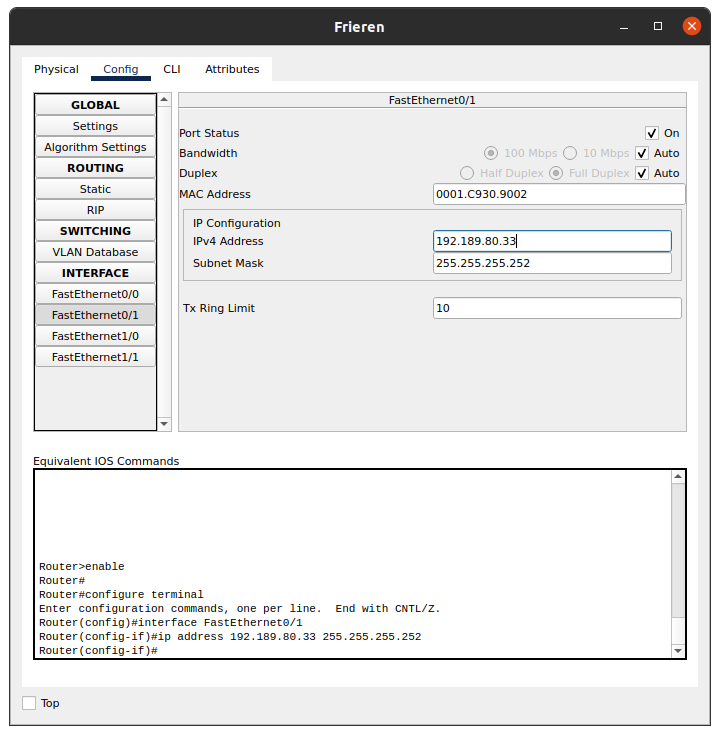 Frieren
Physical Config CLI Attributes
GLOBAL
Settings
Algorithm Settings
ROUTING
Static
RIP
SWITCHING
VLAN Database
INTERFACE
FastEthernet0/0
FastEthernet0/1
FastEthernet1/0
FastEthernet1/1
FastEthernet0/1
Port Status On
Bandwidth 100 Mbps 10 Mbps Auto
Duplex Half Duplex Full Duplex Auto
MAC Address 0001.C930.9002
IP Configuration
IPv4 Address 192.189.80.33
Subnet Mask 255.255.255.252
Tx Ring Limit 10
Equivalent IOS Commands
Router>enable
Router#
Router#configure terminal
Enter configuration commands, one per line.  End with CNTL/Z.
Router(config)#interface FastEthernet0/1
Router(config-if)#ip address 192.189.80.33 255.255.255.252
Router(config-if)#
Top